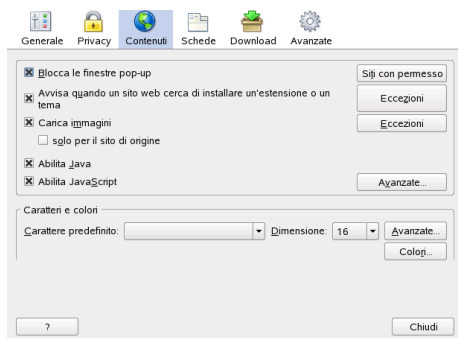 Generale Privacy Contenuti Schede Download Avanzate
Blocca le finestre pop-up
Siti con permesso
Avvisa quando un sito web cerca di installare un'estensione o un
tema
Eccezioni
Carica immagini
Eccezioni
solo per il sito di origine
Abilita Java
Abilita JavaScript
Avanzate...
Caratteri e colori
Carattere predefinito: Dimensione: 16 Avanzate...
Colori...
? Chiudi